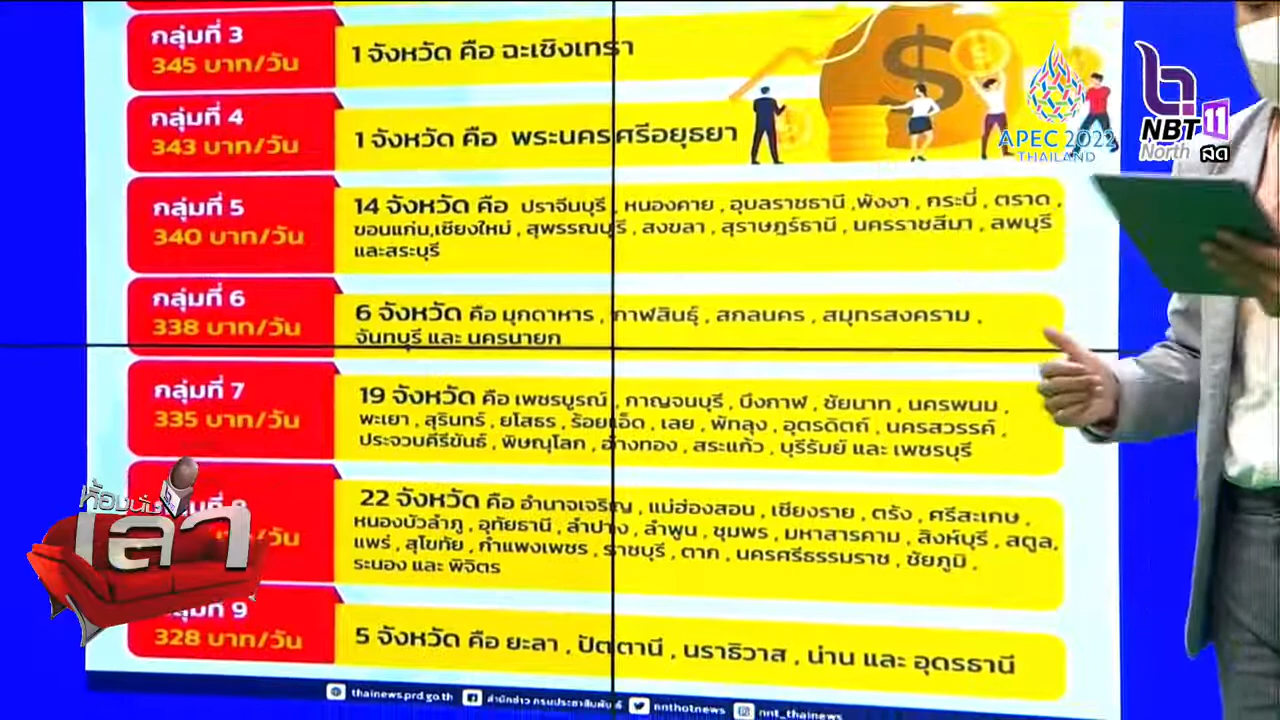 กลุ่มที่ 3
345 บาท/วัน
1 จังหวัด คือ ฉะเชิงเทรา
กลุ่มที่ 4
343 บาท/วัน
1 จังหวัด คือ พระนครศรีอยุธยา
กลุ่มที่ 5
340 บาท/วัน
14 จังหวัด คือ ปราจีนบุรี , หนองคาย , อุบลราชธานี ,พังงา , กระบี่ , ตราด ,
ขอนแก่น,เชียงใหม่ , สุพรรณบุรี , สงขลา , สุราษฎร์ธานี , นครราชสีมา , ลพบุรี
และสระบุรี
กลุ่มที่ 6
338 บาท/วัน
6 จังหวัด คือ มุกดาหาร , กาฬสินธุ์ , สกลนคร , สมุทรสงคราม ,
จันทบุรี และ นครนายก
กลุ่มที่ 7
335 บาท/วัน
19 จังหวัด คือ เพชรบูรณ์ , กาญจนบุรี , บึงกาฬ , ชัยนาท , นครพนม ,
พะเยา , สุรินทร์ , ยโสธร , ร้อยเอ็ด , เลย , พัทลุง , อุตรดิตถ์ , นครสวรรค์ ,
ประจวบคีรีขันธ์ , พิษณุโลก , อ่างทอง , สระแก้ว , บุรีรัมย์ และ เพชรบุรี
22 จังหวัด คือ อำนาจเจริญ , แม่ฮ่องสอน , เชียงราย , ตรัง , ศรีสะเกษ ,
หนองบัวลำภู , อุทัยธานี , ลำปาง , ลำพูน , ชุมพร , มหาสารคาม , สิงห์บุรี , สตูล,
แพร่ , สุโขทัย , กำแพงเพชร , ราชบุรี , ตาก , นครศรีธรรมราช , ชัยภูมิ ,
ระนอง และ พิจิตร
กลุ่มที่ 9
328 บาท/วัน
5 จังหวัด คือ ยะลา , ปัตตานี , นราธิวาส , น่าน และ อุดรธานี
thainews.prd.go.th สำนักข่าว กรมประชาสัมพันธ์ nnthotnews nnt_thainews
APEC 2022
THAILAND
NBT 11
North สด
ห้องนั่ง
เล่า